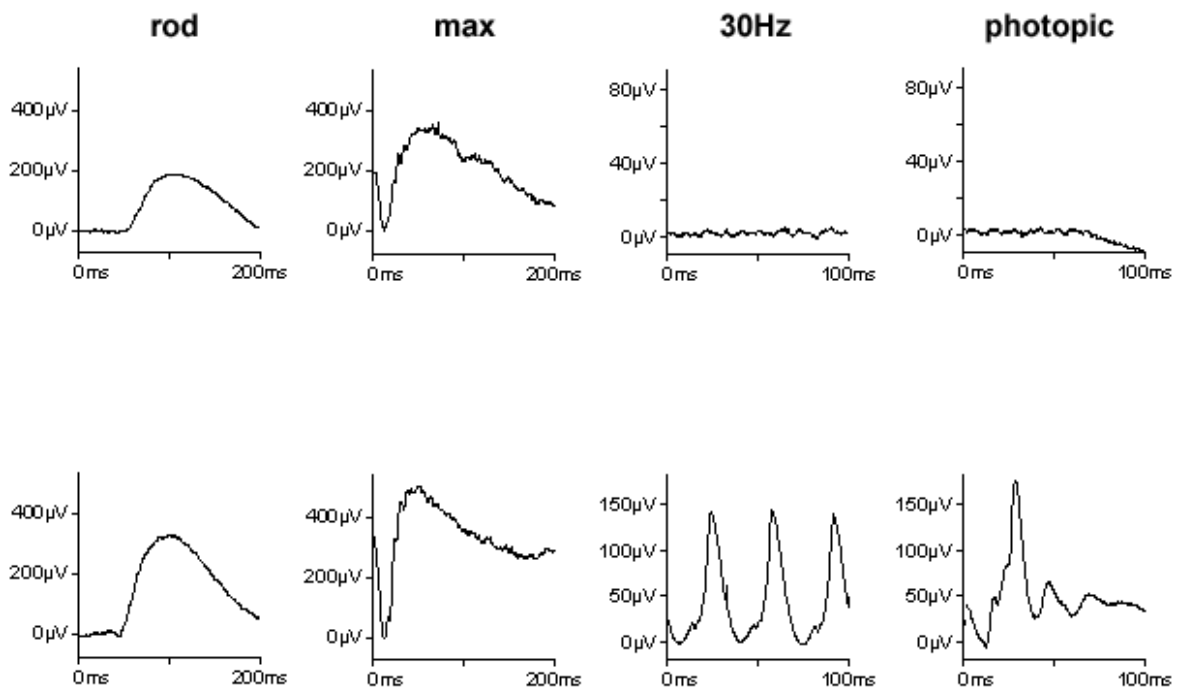 rod max 30Hz photopic
400µV 400µV 80µV 80µV
200µV 200µV 40µV 40µV
0µV 0µV 0µV 0µV
0ms 200ms 0ms 200ms 0ms 100ms 0ms 100ms
400µV 400µV 150µV 150µV
200µV 200µV 100µV 100µV
50µV 50µV
0µV 0µV 0µV 0µV
0ms 200ms 0ms 200ms 0ms 100ms 0ms 100ms